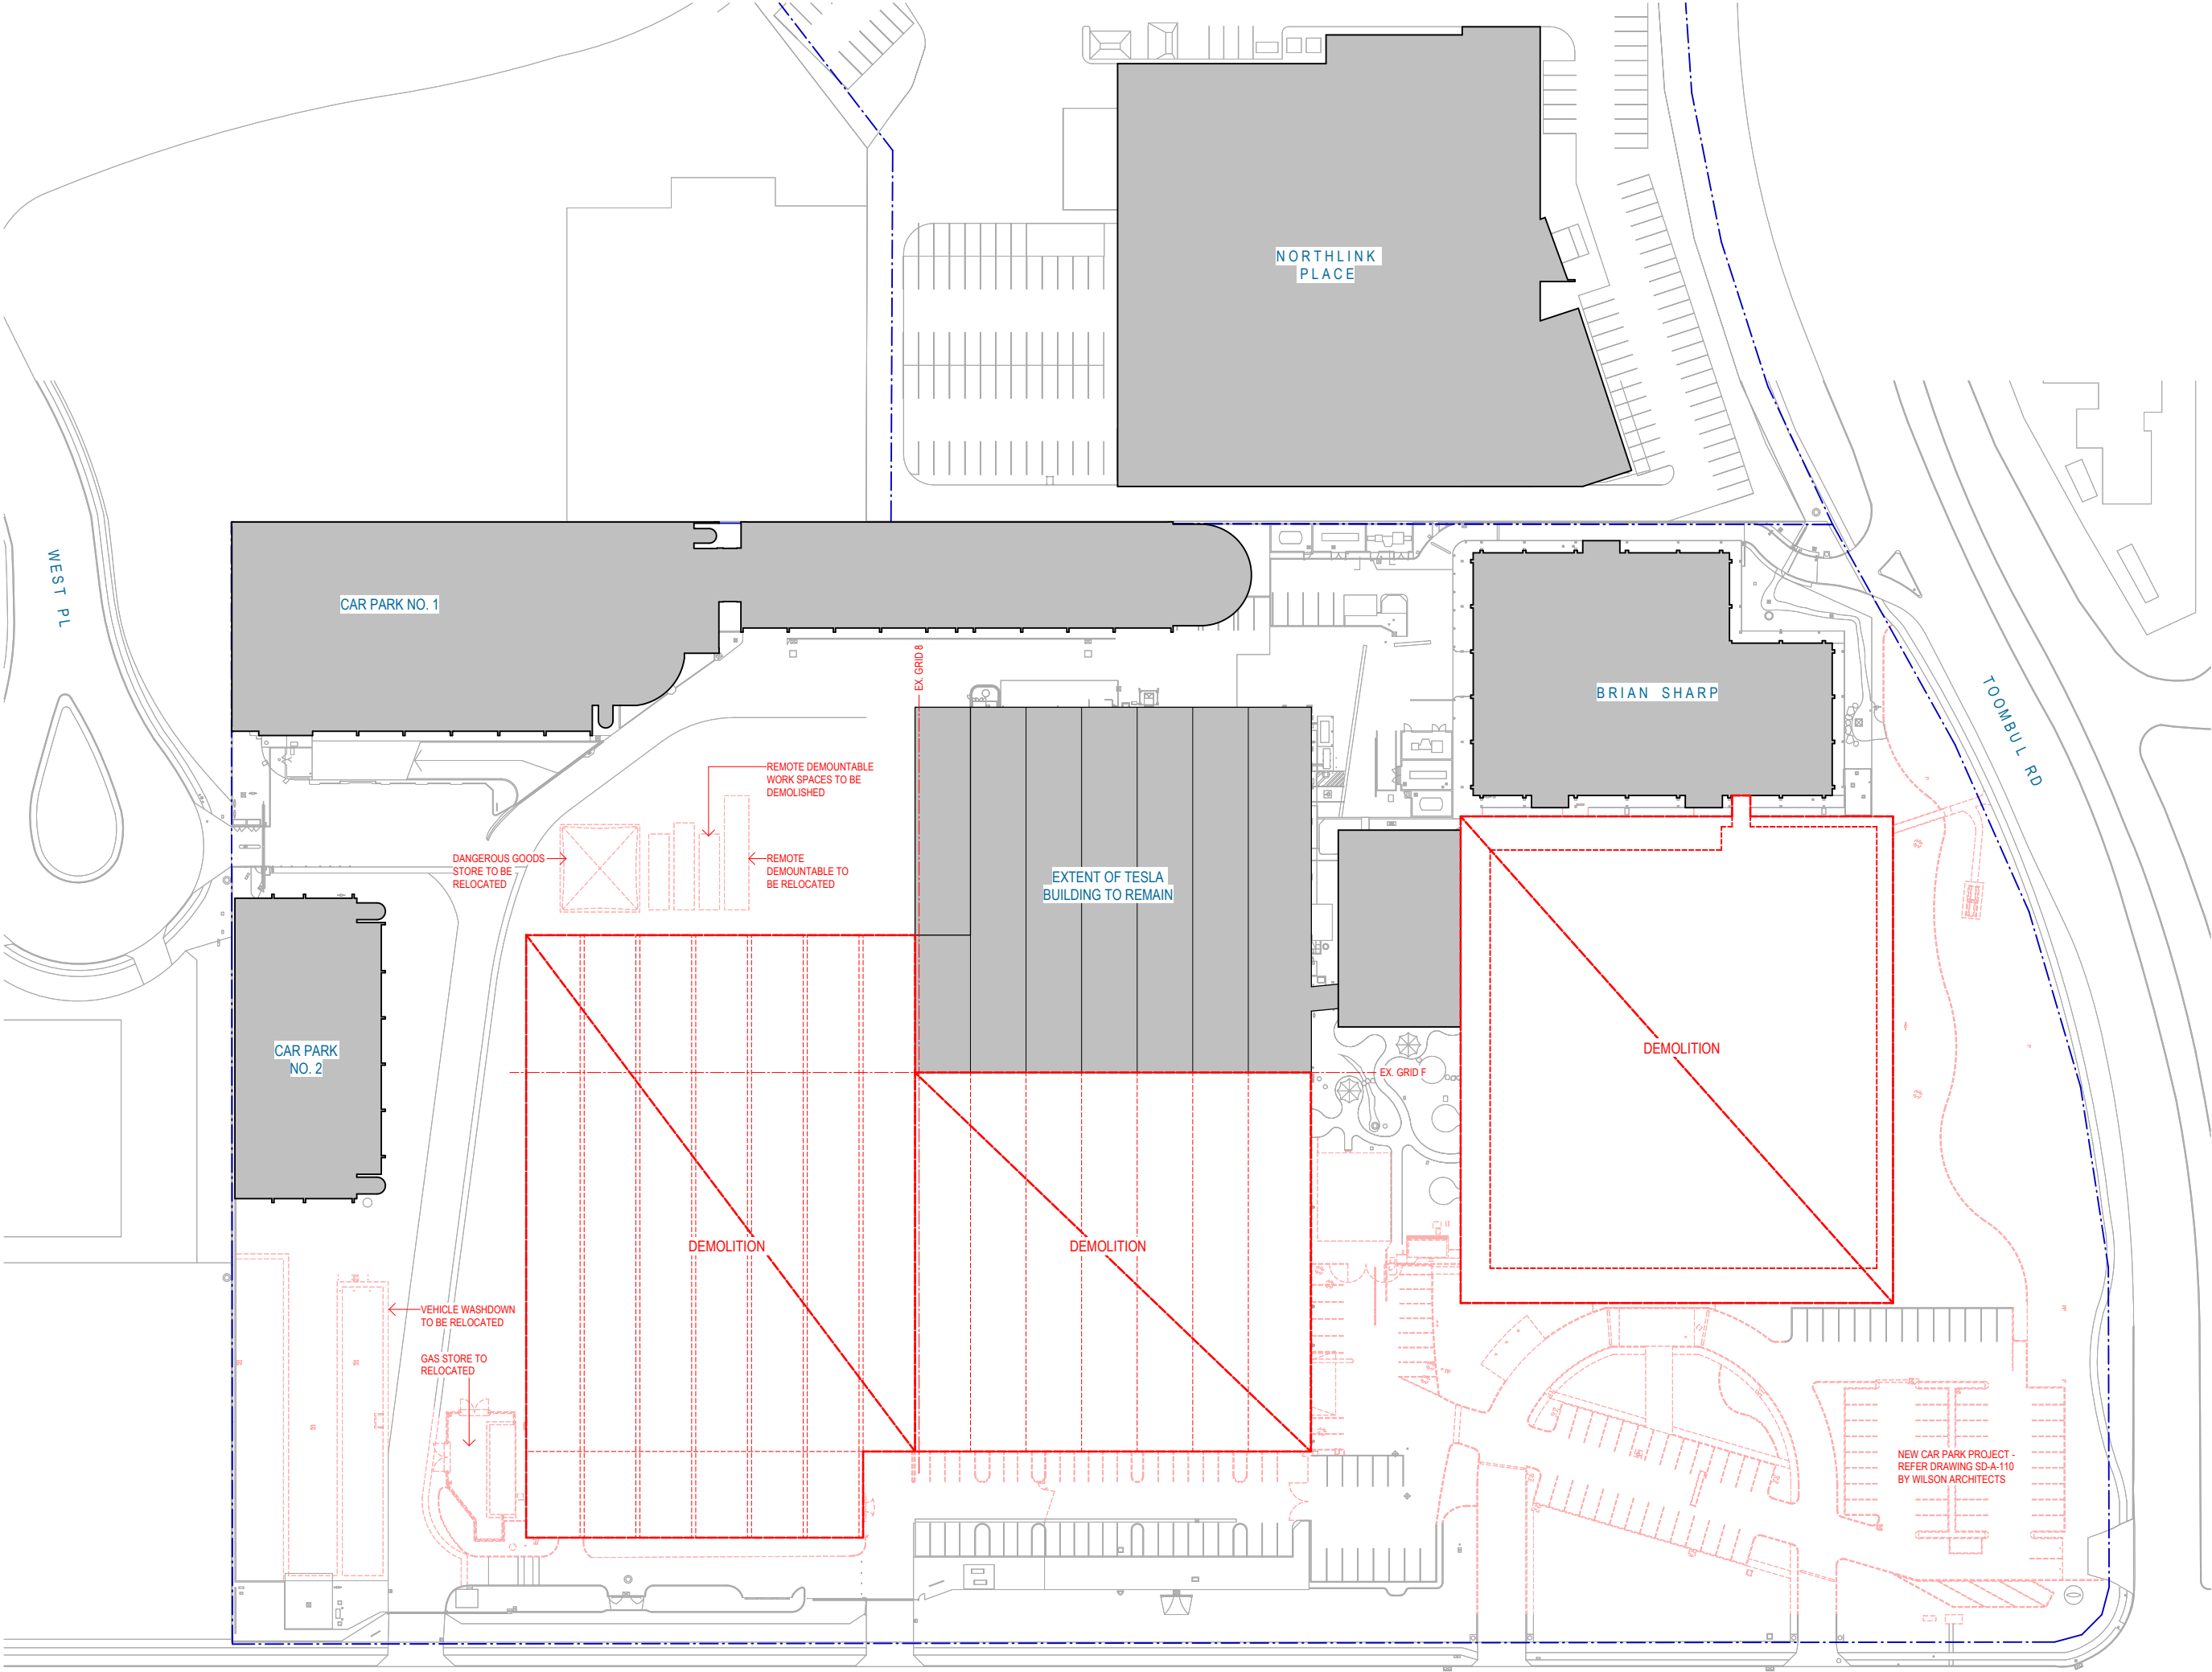 NORTHLINK
PLACE
CAR PARK NO. 1
WEST PL
EX. GRID 8
BRIAN SHARP
TOOMBUL RD
REMOTE DEMOUNTABLE
WORK SPACES TO BE
DEMOLISHED
DANGEROUS GOODS
STORE TO BE
RELOCATED
REMOTE
DEMOUNTABLE TO
BE RELOCATED
EXTENT OF TESLA
BUILDING TO REMAIN
CAR PARK
NO. 2
DEMOLITION
EX. GRID F
DEMOLITION
DEMOLITION
VEHICLE WASHDOWN
TO BE RELOCATED
GAS STORE TO
RELOCATED
NEW CAR PARK PROJECT -
REFER DRAWING SD-A-110
BY WILSON ARCHITECTS